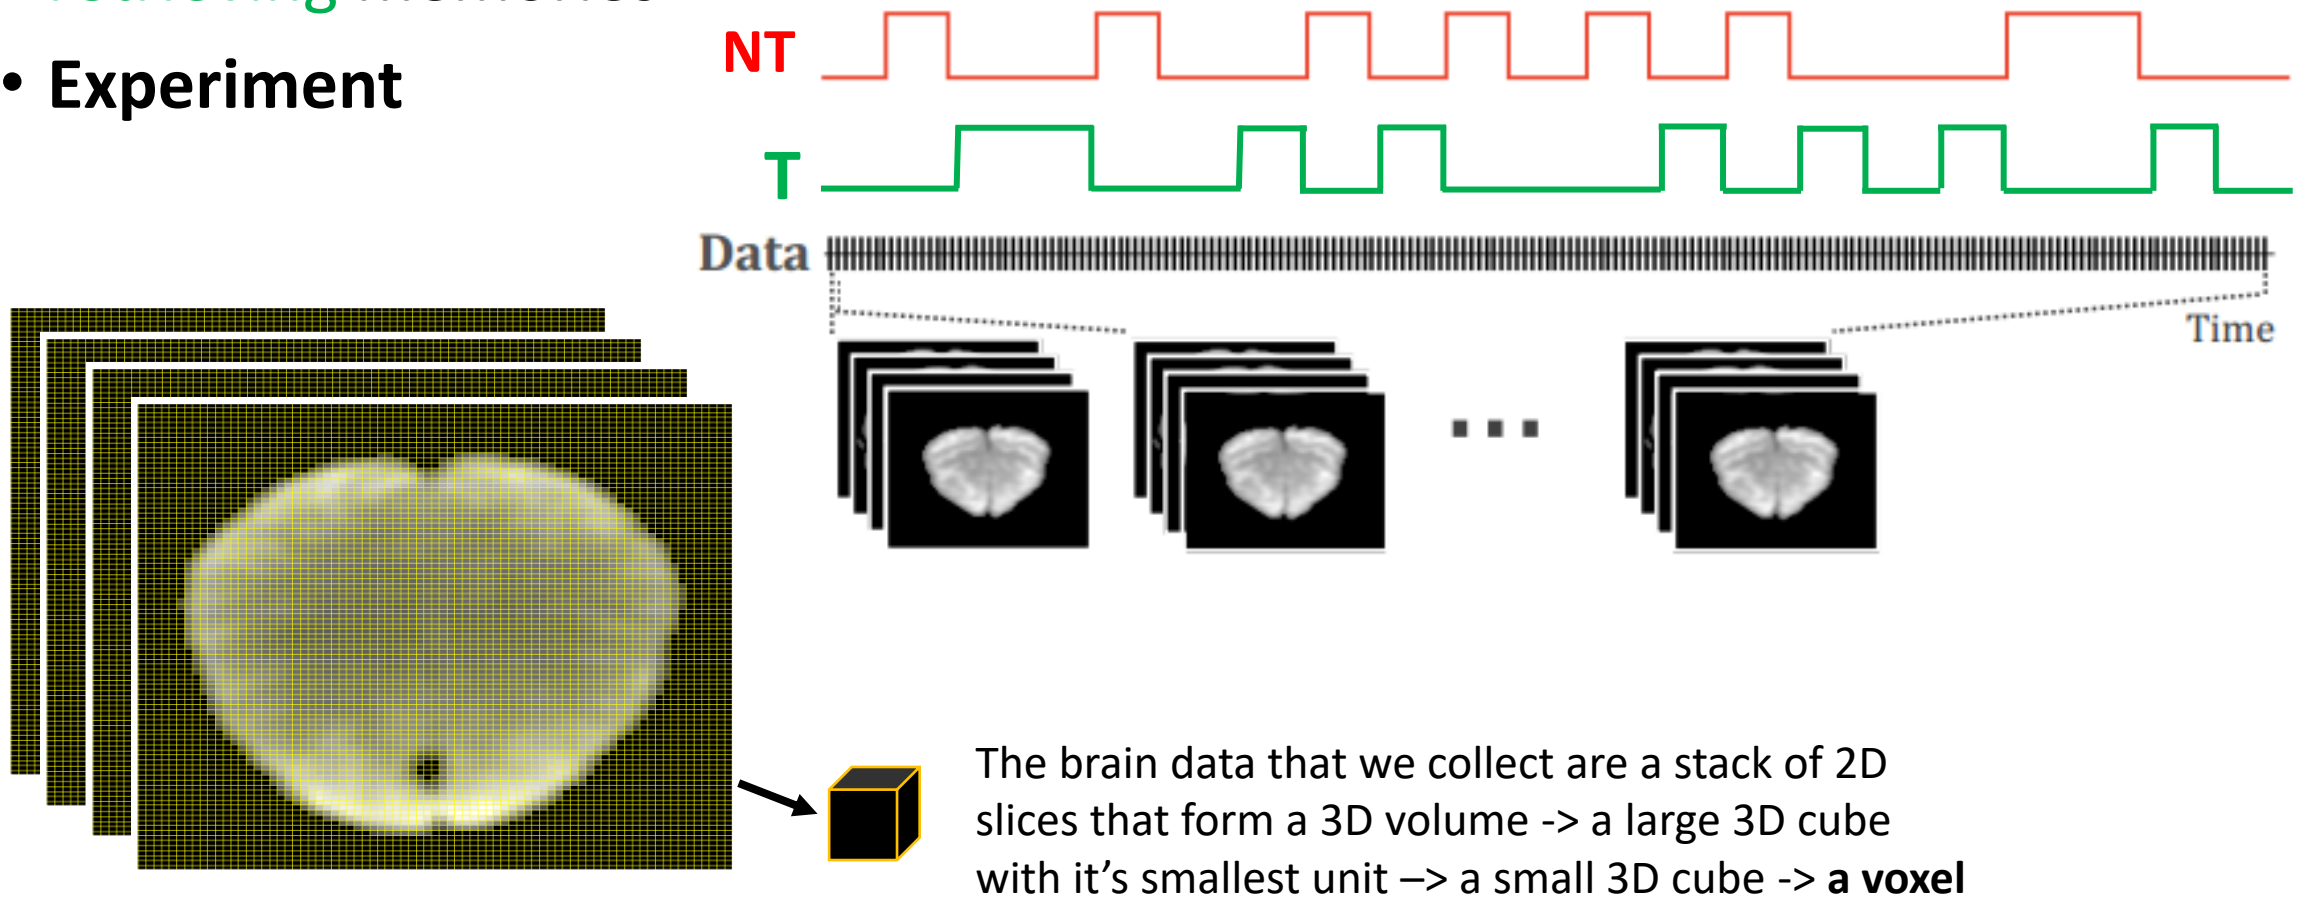 • Experiment
NT
T
Data
Time
The brain data that we collect are a stack of 2D
slices that form a 3D volume -> a large 3D cube
with it’s smallest unit –> a small 3D cube -> a voxel